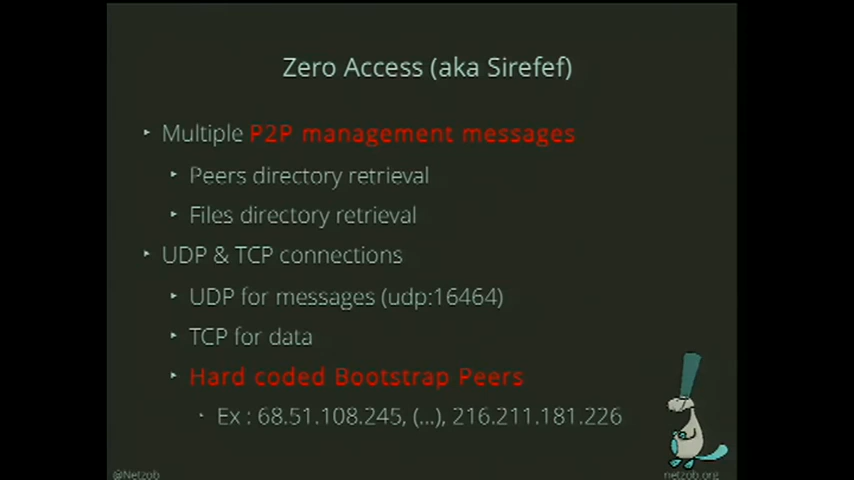 Zero Access (aka Sirefef)
‣ Multiple P2P management messages
‣ Peers directory retrieval
‣ Files directory retrieval
‣ UDP & TCP connections
‣ UDP for messages (udp:16464)
‣ TCP for data
‣ Hard coded Bootstrap Peers
‣ Ex : 68.51.108.245, (...), 216.211.181.226
@Netzob
netzob.org